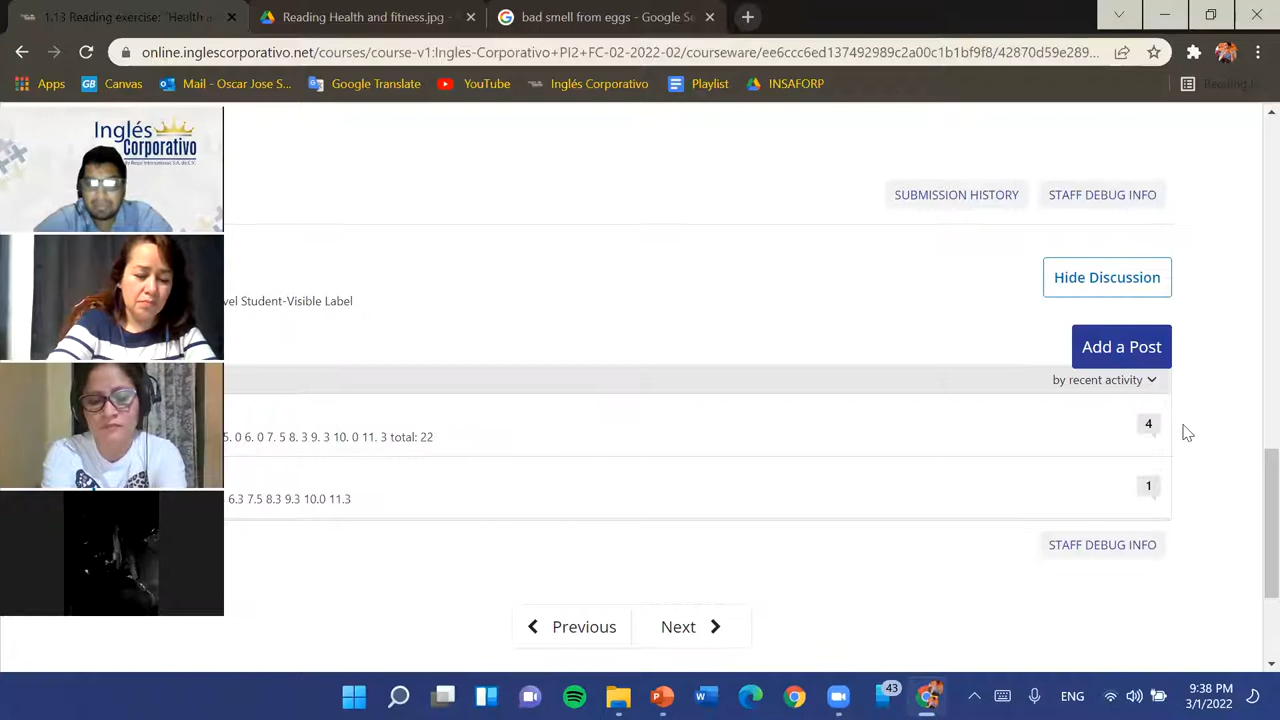 1.13 Reading exercise: "Health
Reading Health and fitness.jpg -
bad smell from eggs - Google Se
online.inglescorporativo.net/courses/course-v1:Ingles-Corporativo+PI2+FC-02-2022-02/courseware/ee6ccc6ed137492989c2a00c1b1bf9f8/42870d59e289...
Apps
GB Canvas
Mail - Oscar Jose S...
Google Translate
YouTube
Inglés Corporativo
Playlist
INSAFORP
Reading list
Inglés
Corporativo
SUBMISSION HISTORY
STAFF DEBUG INFO
Hide Discussion
vel Student-Visible Label
Add a Post
by recent activity
5. 0 6. 0 7. 5 8. 3 9. 3 10. 0 11. 3 total: 22
4
6.3 7.5 8.3 9.3 10.0 11.3
1
STAFF DEBUG INFO
Previous
Next
43
ENG
9:38 PM
3/1/2022